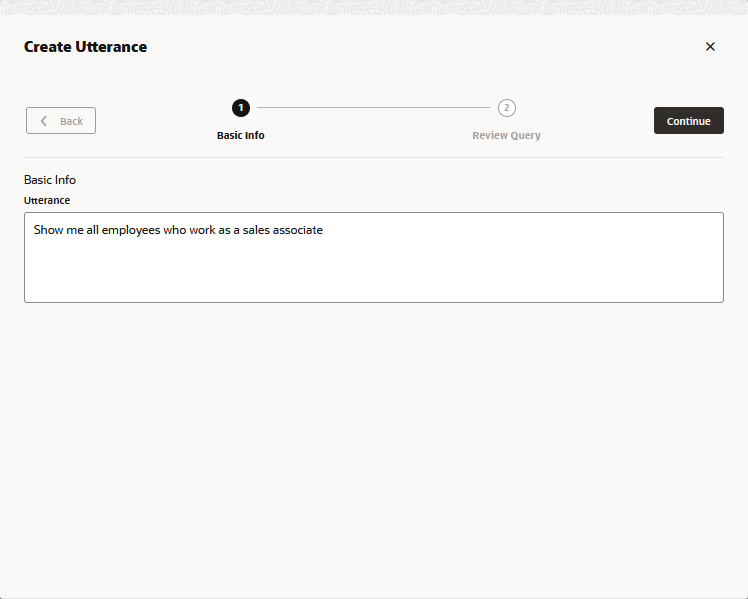 Create Utterance
1
2
Back
Continue
Basic Info
Review Query
Basic Info
Utterance
Show me all employees who work as a sales associate